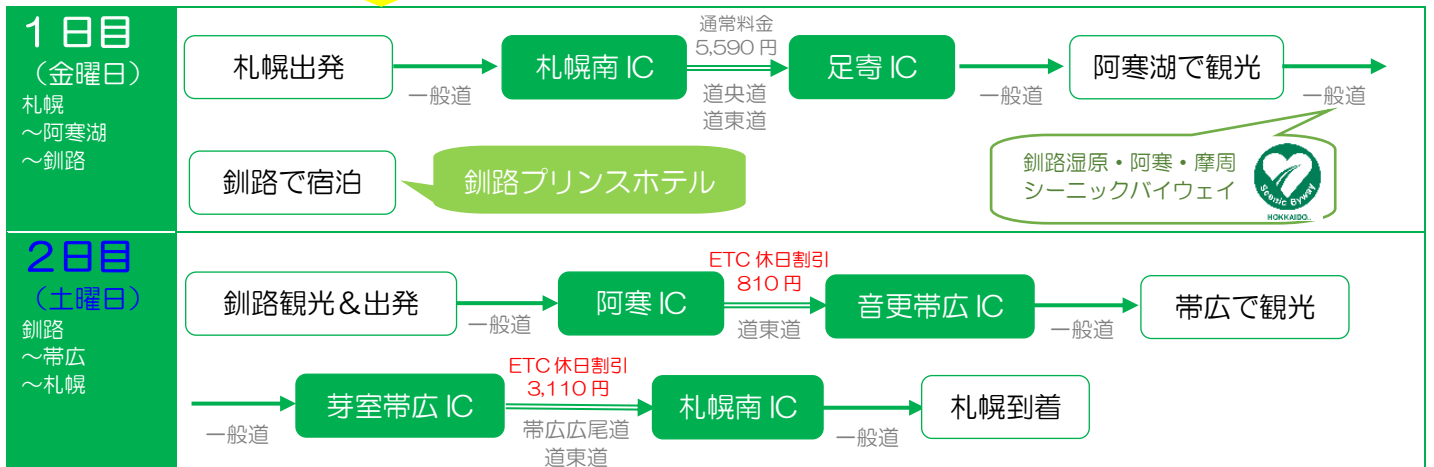 1日目
（金曜日）
札幌
～阿寒湖
～釧路
札幌出発
一般道
札幌南 IC
通常料金
5,590 円
道央道
道東道
足寄 IC
一般道
阿寒湖で観光
一般道
釧路湿原・阿寒・摩周
シーニックバイウェイ
Scenic Byway
HOKKAIDO
釧路で宿泊
釧路プリンスホテル
2日目
（土曜日）
釧路
～帯広
～札幌
釧路観光＆出発
一般道
阿寒 IC
ETC 休日割引
810 円
道東道
音更帯広 IC
一般道
帯広で観光
一般道
芽室帯広 IC
ETC 休日割引
3,110 円
帯広広尾道
道東道
札幌南 IC
一般道
札幌到着